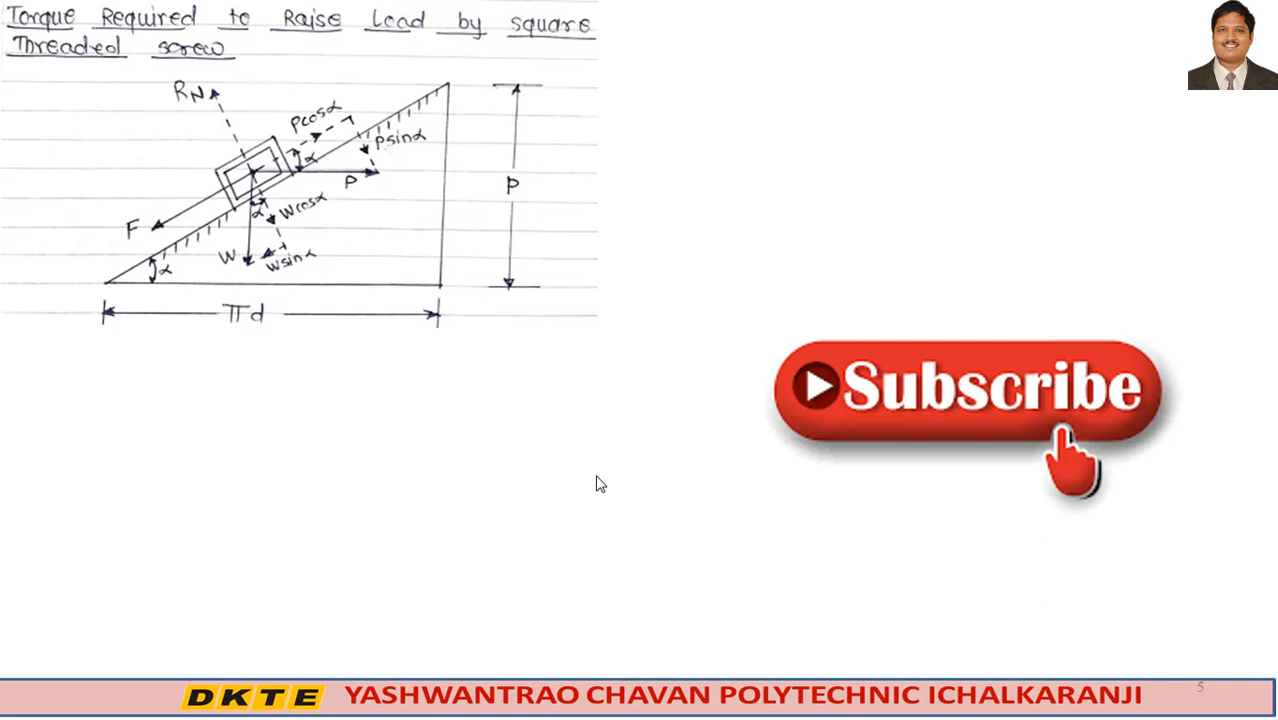 Torque Required to Raise Load by square
Threaded screw
RN
Pcosα
Psinα
α
P
P
F
α
Wcosα
W
Wsinα
α
πd
Subscribe
5
DKTE YASHWANTRAO CHAVAN POLYTECHNIC ICHALKARANJI